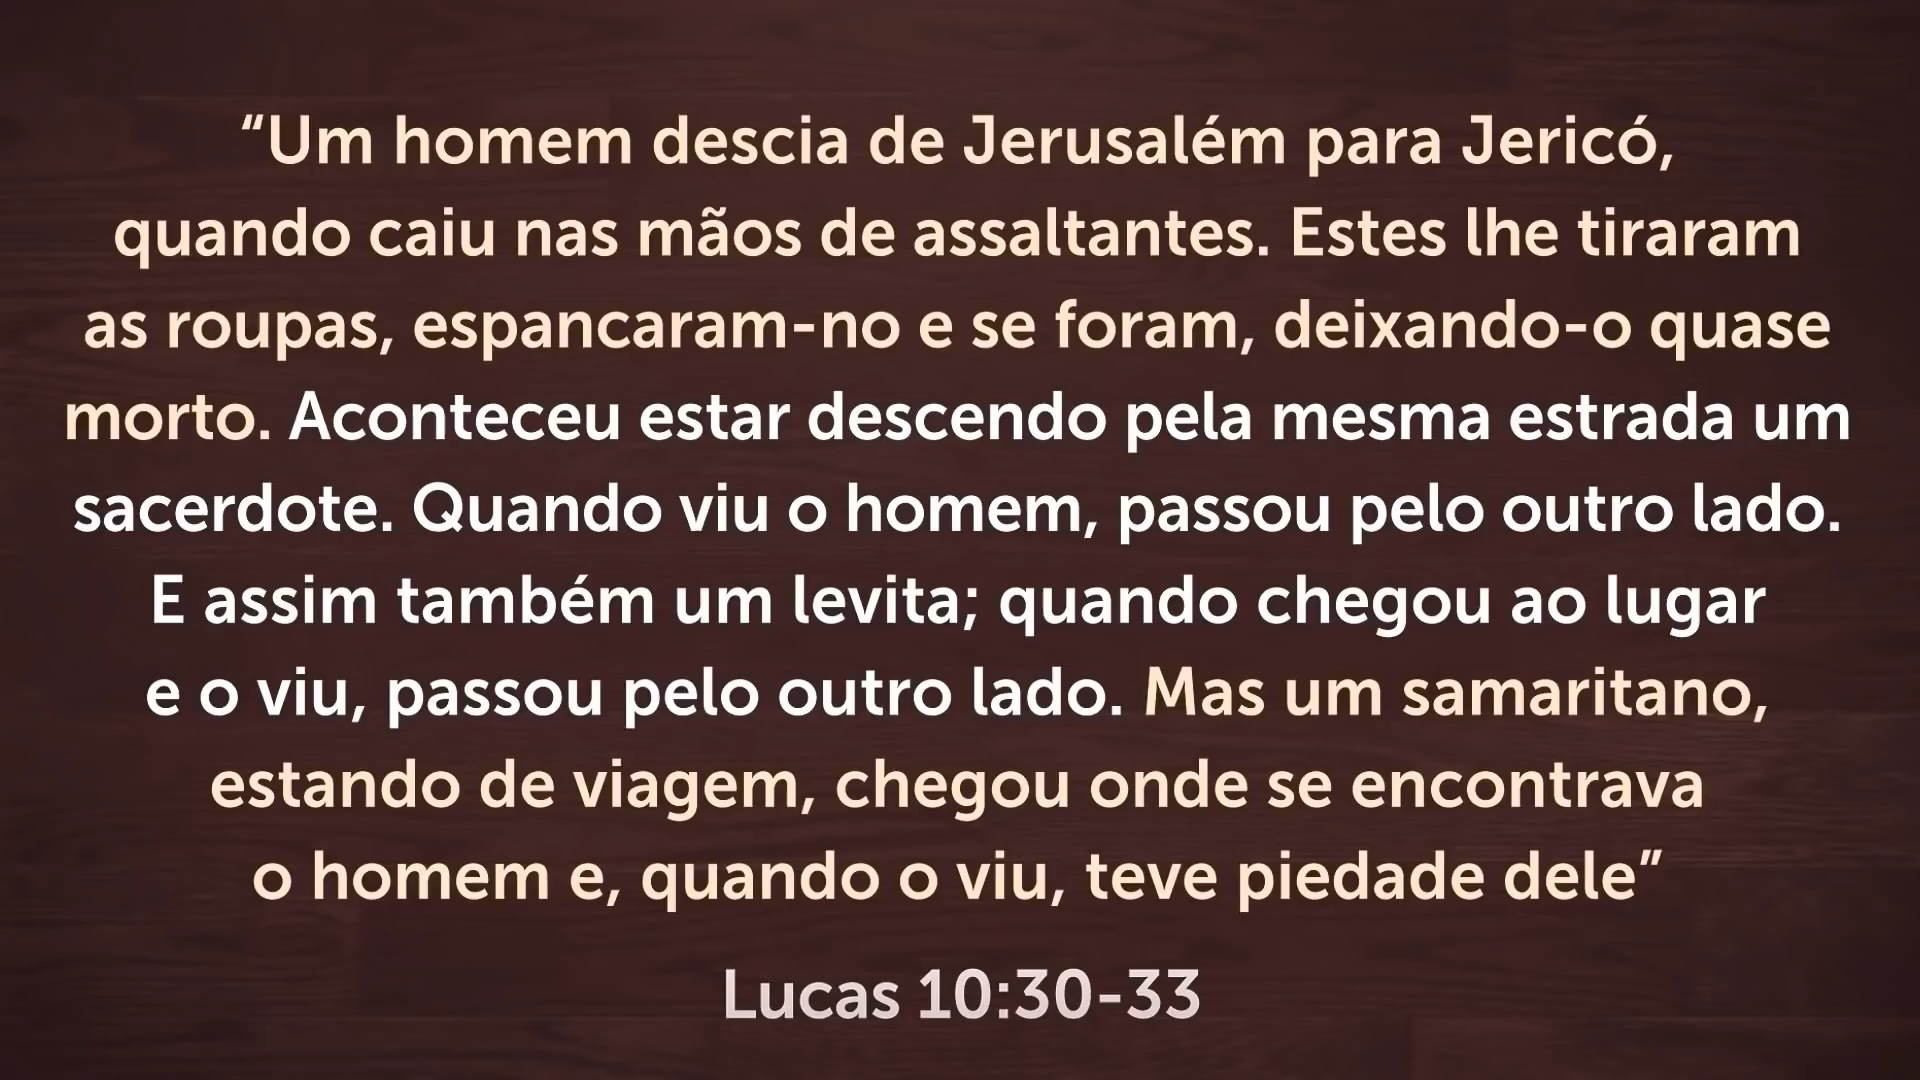 “Um homem descia de Jerusalém para Jericó,
quando caiu nas mãos de assaltantes. Estes lhe tiraram
as roupas, espancaram-no e se foram, deixando-o quase
morto. Aconteceu estar descendo pela mesma estrada um
sacerdote. Quando viu o homem, passou pelo outro lado.
E assim também um levita; quando chegou ao lugar
e o viu, passou pelo outro lado. Mas um samaritano,
estando de viagem, chegou onde se encontrava
o homem e, quando o viu, teve piedade dele”
Lucas 10:30-33